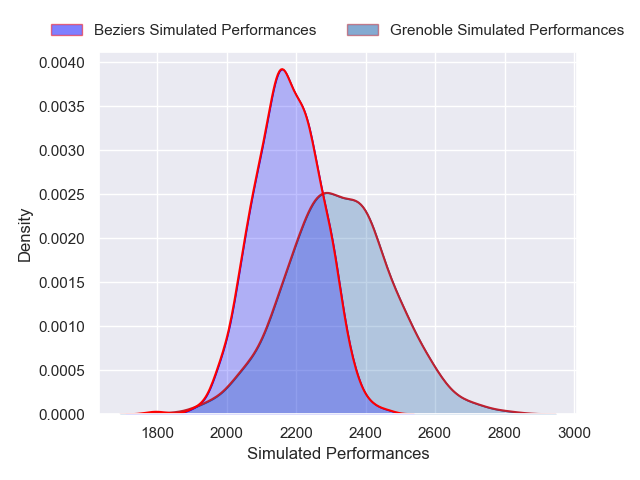 Beziers Simulated Performances Grenoble Simulated Performances
0.0040
0.0035
0.0030
0.0025
0.0020
0.0015
0.0010
0.0005
0.0000
Density
1800 2000 2200 2400 2600 2800 3000
Simulated Performances